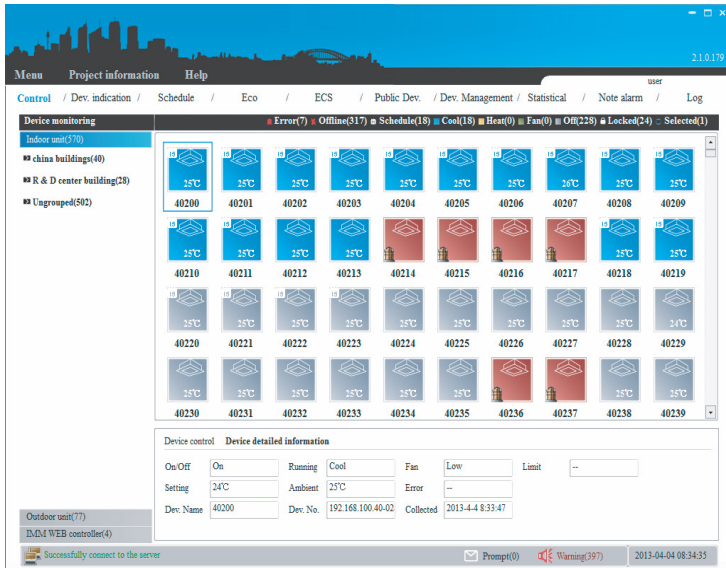 2.1.0.179
Menu Project information Help
user
Control / Dev. indication / Schedule / Eco / ECS / Public Dev. / Dev. Management / Statistical / Note alarm / Log
Device monitoring Error(7) Offline(317) Schedule(18) Cool(18) Heat(0) Fan(0) Off(228) Locked(24) Selected(1)
Indoor unit(570)
china buildings(40)
R & D center building(28)
Ungrouped(502)
25℃ 25℃ 25℃ 25℃ 25℃ 25℃ 25℃ 26℃ 25℃ 25℃
40200 40201 40202 40203 40204 40205 40206 40207 40208 40209
25℃ 25℃ 25℃ 25℃ 25℃ 25℃
40210 40211 40212 40213 40214 40215 40216 40217 40218 40219
25℃ 25℃ 25℃ 25℃ 25℃ 25℃ 25℃ 25℃ 25℃ 24℃
40220 40221 40222 40223 40224 40225 40226 40227 40228 40229
25℃ 25℃ 25℃ 25℃ 25℃ 25℃ 25℃ 25℃
40230 40231 40232 40233 40234 40235 40236 40237 40238 40239
Device control Device detailed information
On/Off On Running Cool Fan Low Limit --
Setting 24℃ Ambient 25℃ Error --
Dev. Name 40200 Dev. No. 192.168.100.40-02 Collected 2013-4-4 8:33:47
Outdoor unit(77)
IMM WEB controller(4)
Successfully connect to the server Prompt(0) Warning(397) 2013-04-04 08:34:35